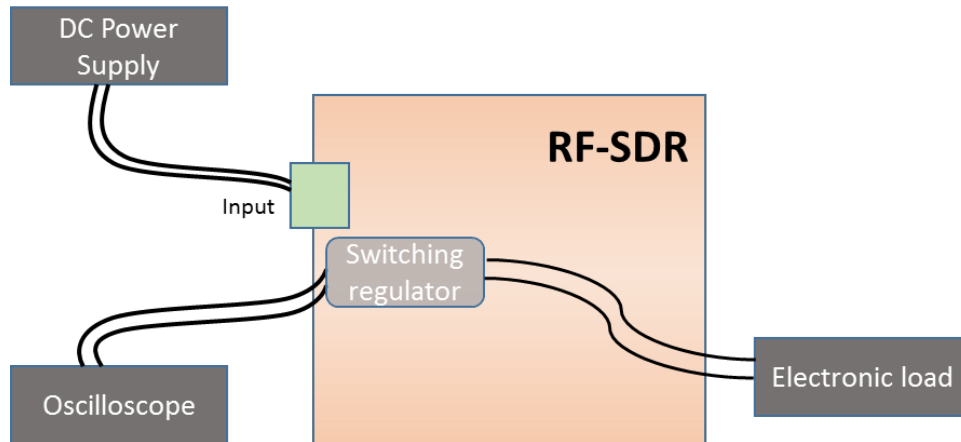 DC Power
Supply
RF-SDR
Input
Switching
regulator
Oscilloscope
Electronic load